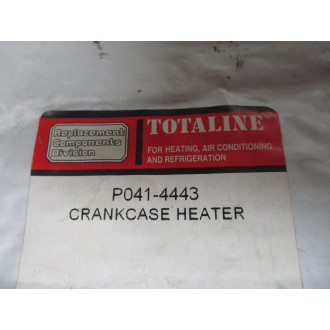 Replacement
Components
Division
TOTALINE
FOR HEATING, AIR CONDITIONING
AND REFRIGERATION
P041-4443
CRANKCASE HEATER